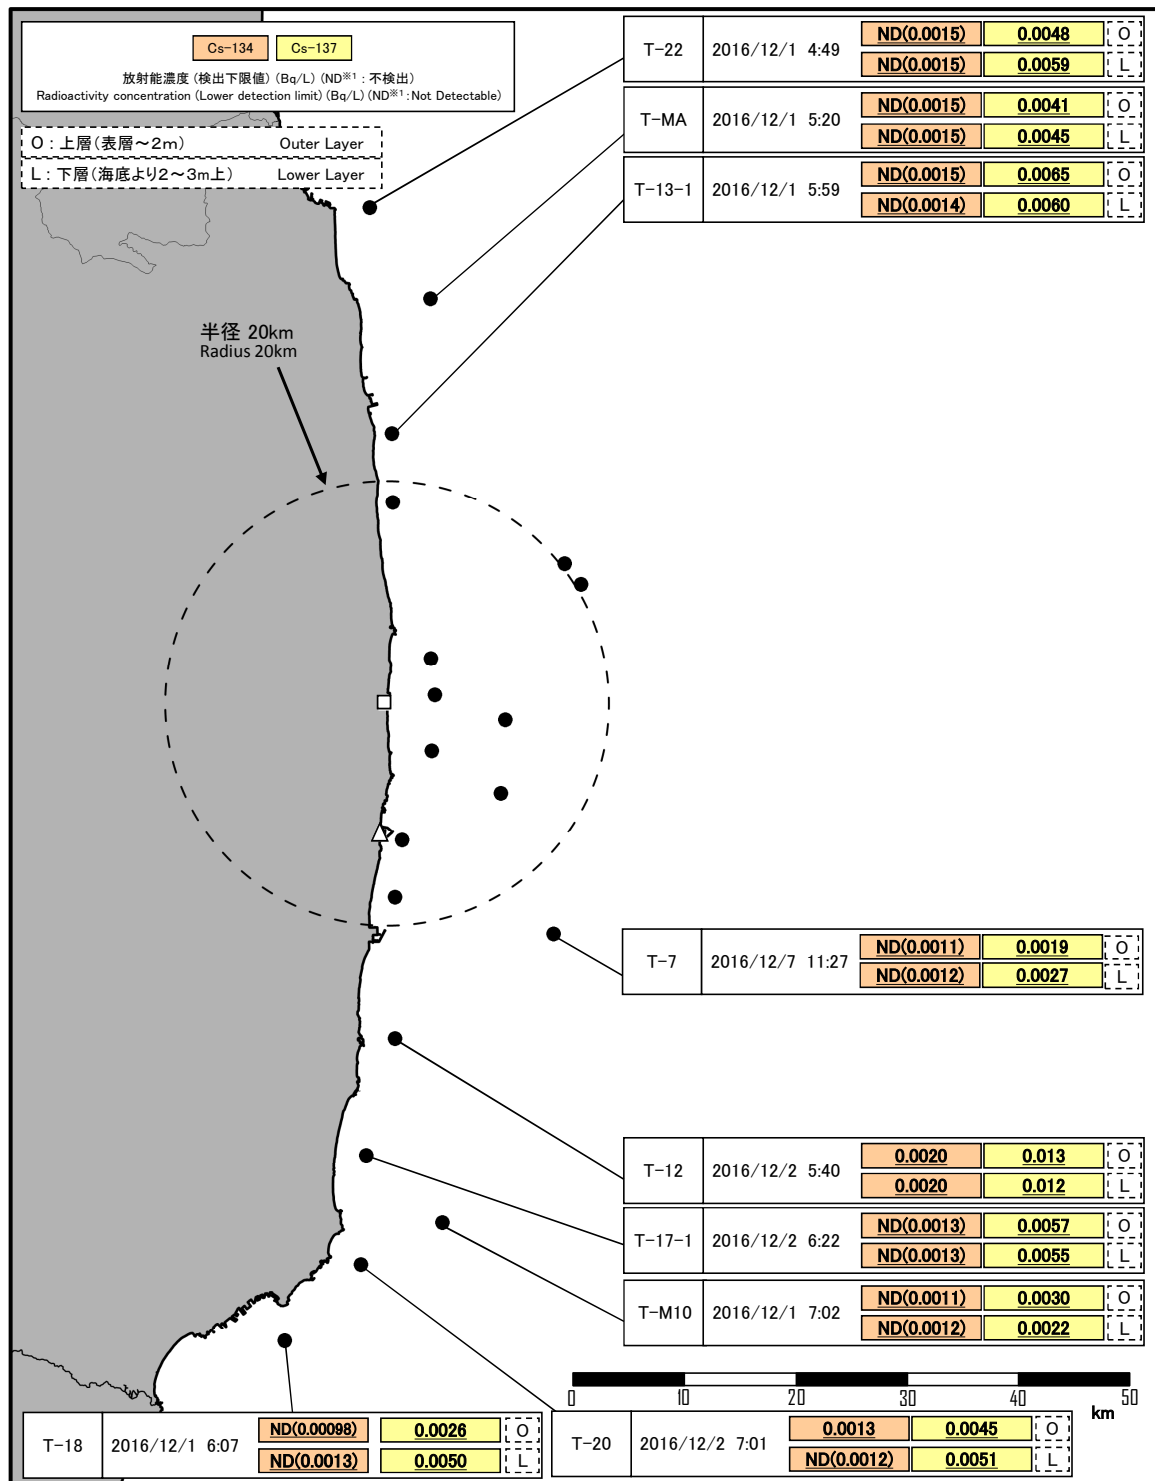 Cs-134 Cs-137
放射能濃度 (検出下限値) (Bq/L) (ND※1 : 不検出)
Radioactivity concentration (Lower detection limit) (Bq/L) (ND※1 : Not Detectable)
O : 上層(表層～2m) Outer Layer
L : 下層(海底より2～3m上) Lower Layer
T-22 2016/12/1 4:49
ND(0.0015) 0.0048 O
ND(0.0015) 0.0059 L
T-MA 2016/12/1 5:20
ND(0.0015) 0.0041 O
ND(0.0015) 0.0045 L
T-13-1 2016/12/1 5:59
ND(0.0015) 0.0065 O
ND(0.0014) 0.0060 L
半径 20km
Radius 20km
T-7 2016/12/7 11:27
ND(0.0011) 0.0019 O
ND(0.0012) 0.0027 L
T-12 2016/12/2 5:40
0.0020 0.013 O
0.0020 0.012 L
T-17-1 2016/12/2 6:22
ND(0.0013) 0.0057 O
ND(0.0013) 0.0055 L
T-M10 2016/12/1 7:02
ND(0.0011) 0.0030 O
ND(0.0012) 0.0022 L
0 10 20 30 40 50
km
T-18 2016/12/1 6:07
ND(0.00098) 0.0026 O
ND(0.0013) 0.0050 L
T-20 2016/12/2 7:01
0.0013 0.0045 O
ND(0.0012) 0.0051 L